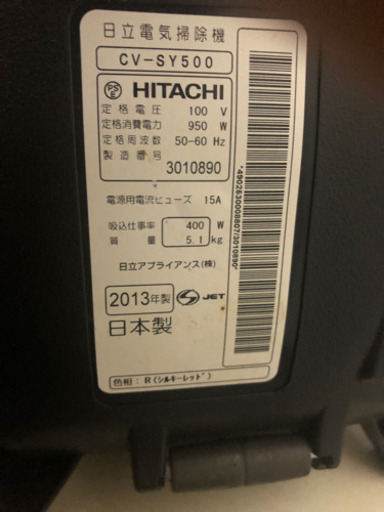 日立電気掃除機
CV-SY500
PSE HITACHI
定格電圧 100 V
定格消費電力 950 W
定格周波数 50-60 Hz
製造番号 3010890
電源用電流ヒューズ 15A
吸込仕事率 400 W
質量 5.1 kg
日立アプライアンス(株)
2013年製 S JET
日本製
色相:R(シルキーレッド)
*4902530000880713010890*